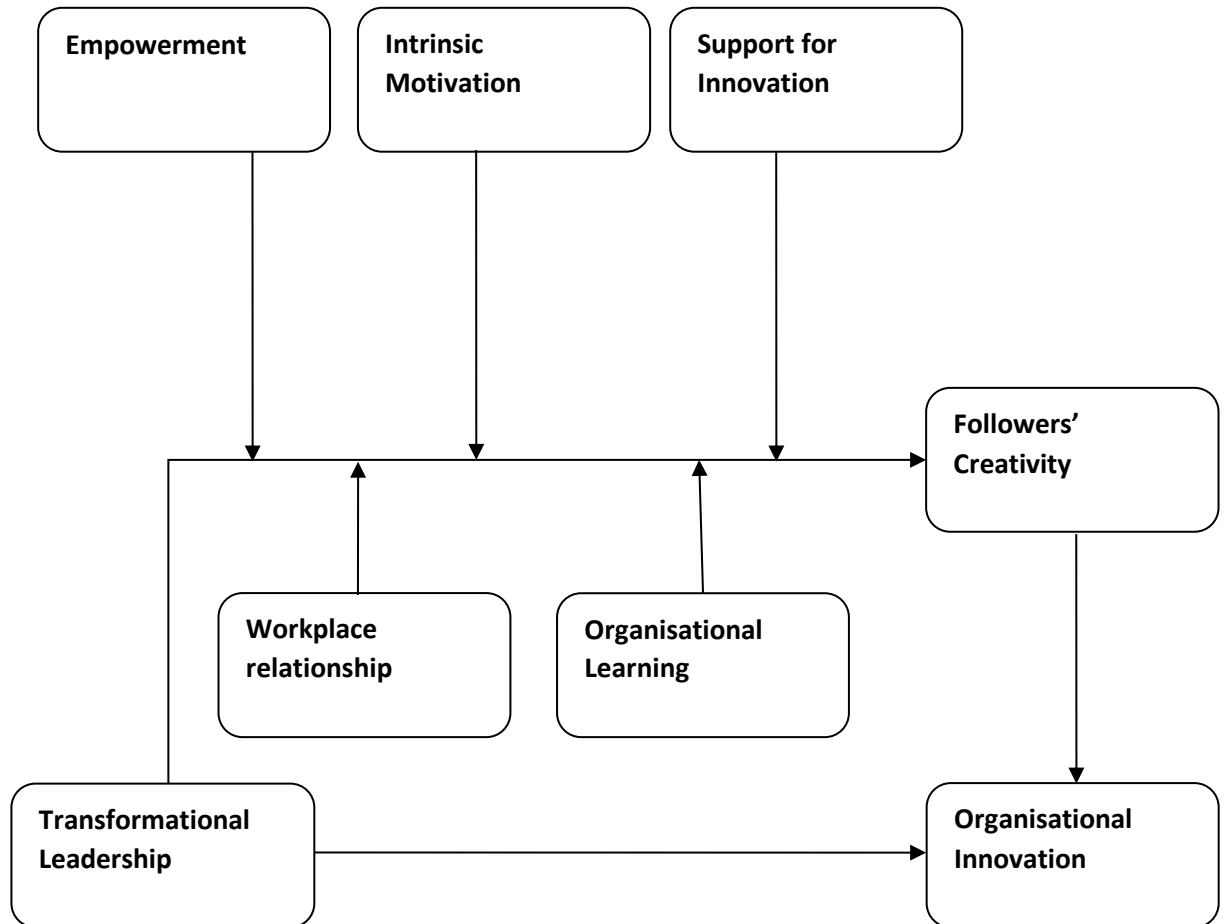 Empowerment
Intrinsic
Motivation
Support for
Innovation
Followers’
Creativity
Workplace
relationship
Organisational
Learning
Transformational
Leadership
Organisational
Innovation